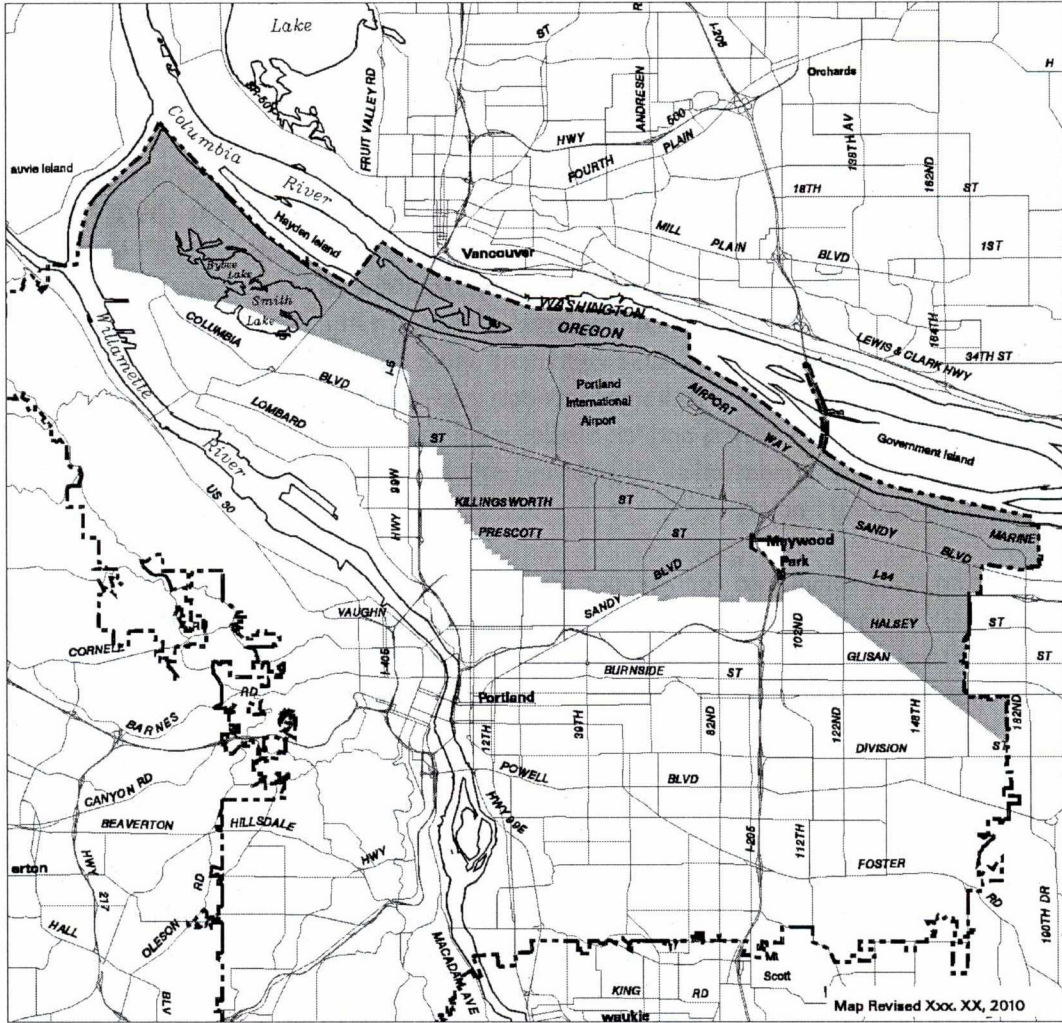 Lake
SR-501
FRUIT VALLEY RD
R
ST
I-205
ANDRESEN
Orchards
H
500
HWY
FOURTH
PLAIN
138TH AV
162ND
18TH
ST
Columbia
River
auvie Island
Hayden Island
Vancouver
MILL
PLAIN
BLVD
1ST
Bybee
Lake
Smith
Lake
WASHINGTON
OREGON
164TH
LEWIS & CLARK HWY
34TH ST
COLUMBIA
BLVD
I-5
Portland
International
Airport
AIRPORT
WAY
Government Island
Willamette
River
LOMBARD
ST
US 30
HWY
99W
KILLINGSWORTH
ST
PRESCOTT
ST
SANDY
BLVD
MARINE
Maywood
Park
SANDY
BLVD
I-84
VAUGHN
102ND
HALSEY
ST
CORNELL
RD
I-405
BURNSIDE
ST
GLISAN
ST
BARNES
RD
Portland
12TH
39TH
82ND
122ND
148TH
182ND
DIVISION
ST
CANYON RD
POWELL
BLVD
BEAVERTON
HILLSDALE
HWY
HWY 99E
HWY
217
erton
I-205
112TH
FOSTER
RD
RD
HALL
OLESON
BLV
MACADAM AVE
190TH DR
Mt
Scott
KING
RD
waukie
Map Revised Xxx. XX, 2010